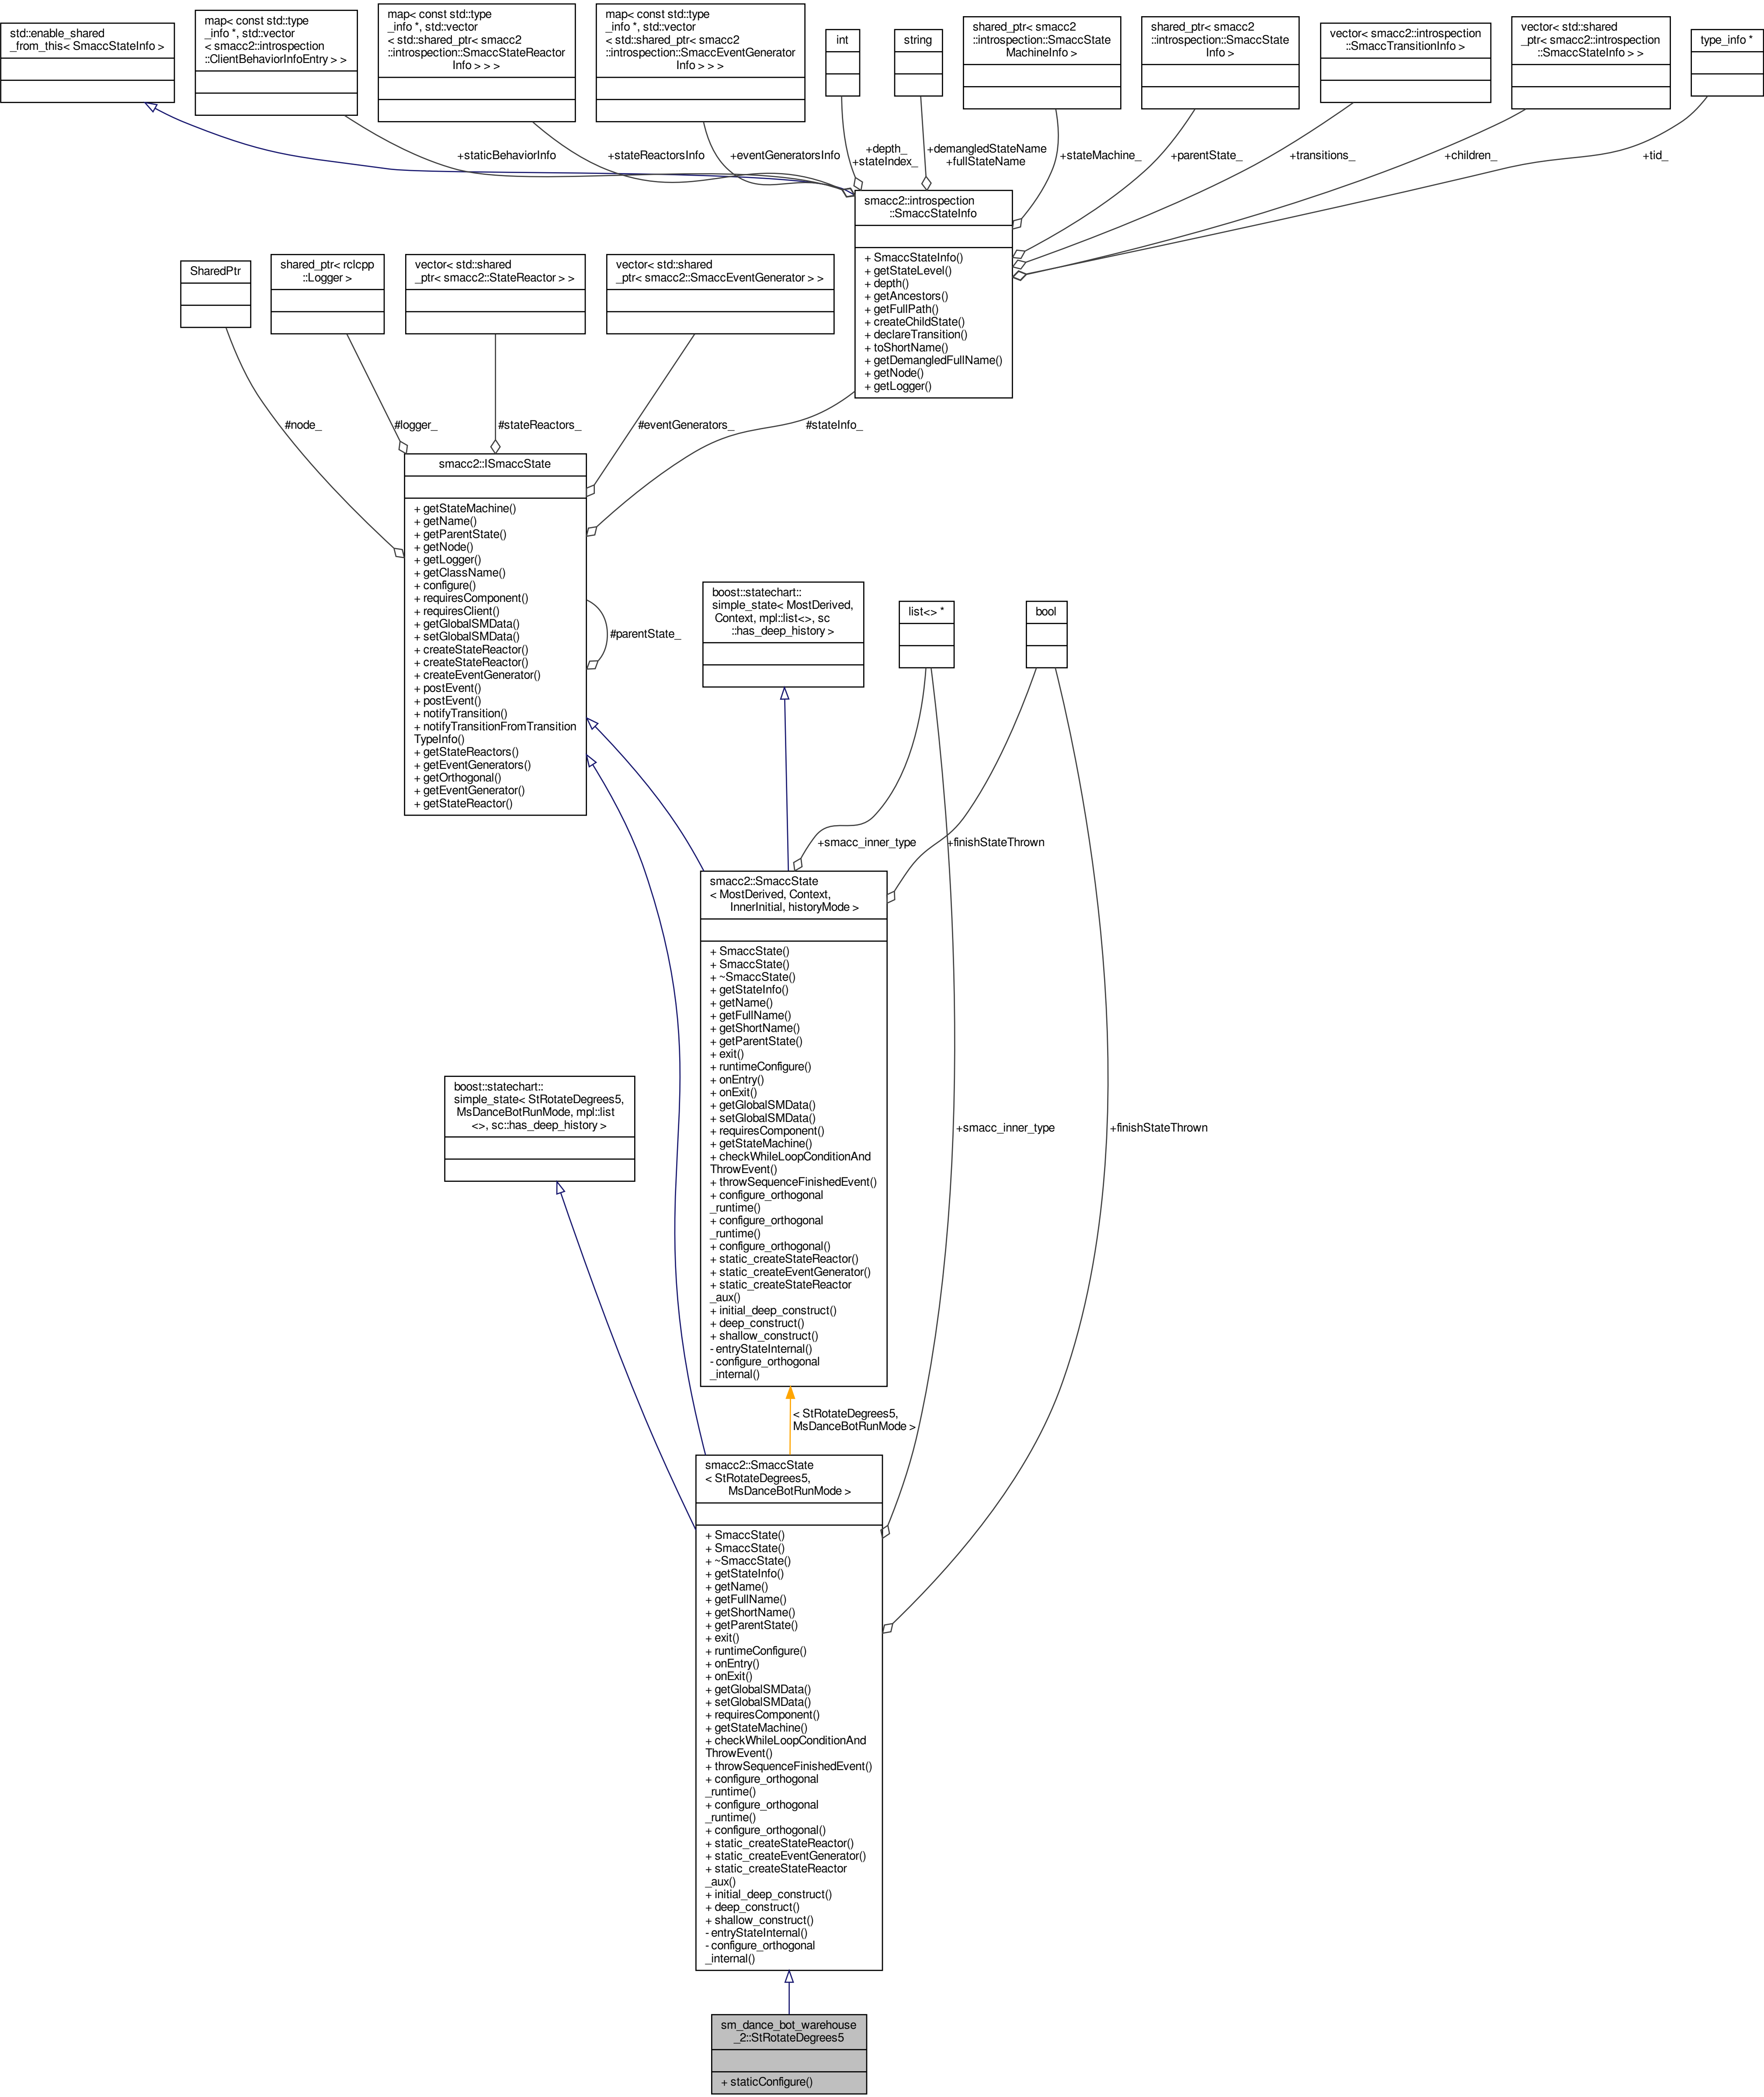 std::enable_shared
_from_this< SmaccStateInfo >
map< const std::type
_info *, std::vector
< smacc2::introspection
::ClientBehaviorInfoEntry > >
map< const std::type
_info *, std::vector
< std::shared_ptr< smacc2
::introspection::SmaccStateReactor
Info > > >
map< const std::type
_info *, std::vector
< std::shared_ptr< smacc2
::introspection::SmaccEventGenerator
Info > > >
int
string
shared_ptr< smacc2
::introspection::SmaccState
MachineInfo >
shared_ptr< smacc2
::introspection::SmaccState
Info >
vector< smacc2::introspection
::SmaccTransitionInfo >
vector< std::shared
_ptr< smacc2::introspection
::SmaccStateInfo > >
type_info *
+staticBehaviorInfo
+stateReactorsInfo
+eventGeneratorsInfo
+depth_
+stateIndex_
+demangledStateName
+fullStateName
+stateMachine_
+parentState_
+transitions_
+children_
+tid_
smacc2::introspection
::SmaccStateInfo
+ SmaccStateInfo()
+ getStateLevel()
+ depth()
+ getAncestors()
+ getFullPath()
+ createChildState()
+ declareTransition()
+ toShortName()
+ getDemangledFullName()
+ getNode()
+ getLogger()
SharedPtr
shared_ptr< rclcpp
::Logger >
vector< std::shared
_ptr< smacc2::StateReactor > >
vector< std::shared
_ptr< smacc2::SmaccEventGenerator > >
#node_
#logger_
#stateReactors_
#eventGenerators_
#stateInfo_
smacc2::ISmaccState
+ getStateMachine()
+ getName()
+ getParentState()
+ getNode()
+ getLogger()
+ getClassName()
+ configure()
+ requiresComponent()
+ requiresClient()
+ getGlobalSMData()
+ setGlobalSMData()
+ createStateReactor()
+ createStateReactor()
+ createEventGenerator()
+ postEvent()
+ postEvent()
+ notifyTransition()
+ notifyTransitionFromTransition
TypeInfo()
+ getStateReactors()
+ getEventGenerators()
+ getOrthogonal()
+ getEventGenerator()
+ getStateReactor()
#parentState_
boost::statechart::
simple_state< MostDerived,
Context, mpl::list<>, sc
::has_deep_history >
list<> *
bool
+smacc_inner_type
+finishStateThrown
smacc2::SmaccState
< MostDerived, Context,
InnerInitial, historyMode >
+ SmaccState()
+ SmaccState()
+ ~SmaccState()
+ getStateInfo()
+ getName()
+ getFullName()
+ getShortName()
+ getParentState()
+ exit()
+ runtimeConfigure()
+ onEntry()
+ onExit()
+ getGlobalSMData()
+ setGlobalSMData()
+ requiresComponent()
+ getStateMachine()
+ checkWhileLoopConditionAnd
ThrowEvent()
+ throwSequenceFinishedEvent()
+ configure_orthogonal
_runtime()
+ configure_orthogonal
_runtime()
+ configure_orthogonal()
+ static_createStateReactor()
+ static_createEventGenerator()
+ static_createStateReactor
_aux()
+ initial_deep_construct()
+ deep_construct()
+ shallow_construct()
- entryStateInternal()
- configure_orthogonal
_internal()
boost::statechart::
simple_state< StRotateDegrees5,
MsDanceBotRunMode, mpl::list
<>, sc::has_deep_history >
+smacc_inner_type
+finishStateThrown
< StRotateDegrees5,
MsDanceBotRunMode >
smacc2::SmaccState
< StRotateDegrees5,
MsDanceBotRunMode >
+ SmaccState()
+ SmaccState()
+ ~SmaccState()
+ getStateInfo()
+ getName()
+ getFullName()
+ getShortName()
+ getParentState()
+ exit()
+ runtimeConfigure()
+ onEntry()
+ onExit()
+ getGlobalSMData()
+ setGlobalSMData()
+ requiresComponent()
+ getStateMachine()
+ checkWhileLoopConditionAnd
ThrowEvent()
+ throwSequenceFinishedEvent()
+ configure_orthogonal
_runtime()
+ configure_orthogonal
_runtime()
+ configure_orthogonal()
+ static_createStateReactor()
+ static_createEventGenerator()
+ static_createStateReactor
_aux()
+ initial_deep_construct()
+ deep_construct()
+ shallow_construct()
- entryStateInternal()
- configure_orthogonal
_internal()
sm_dance_bot_warehouse
_2::StRotateDegrees5
+ staticConfigure()